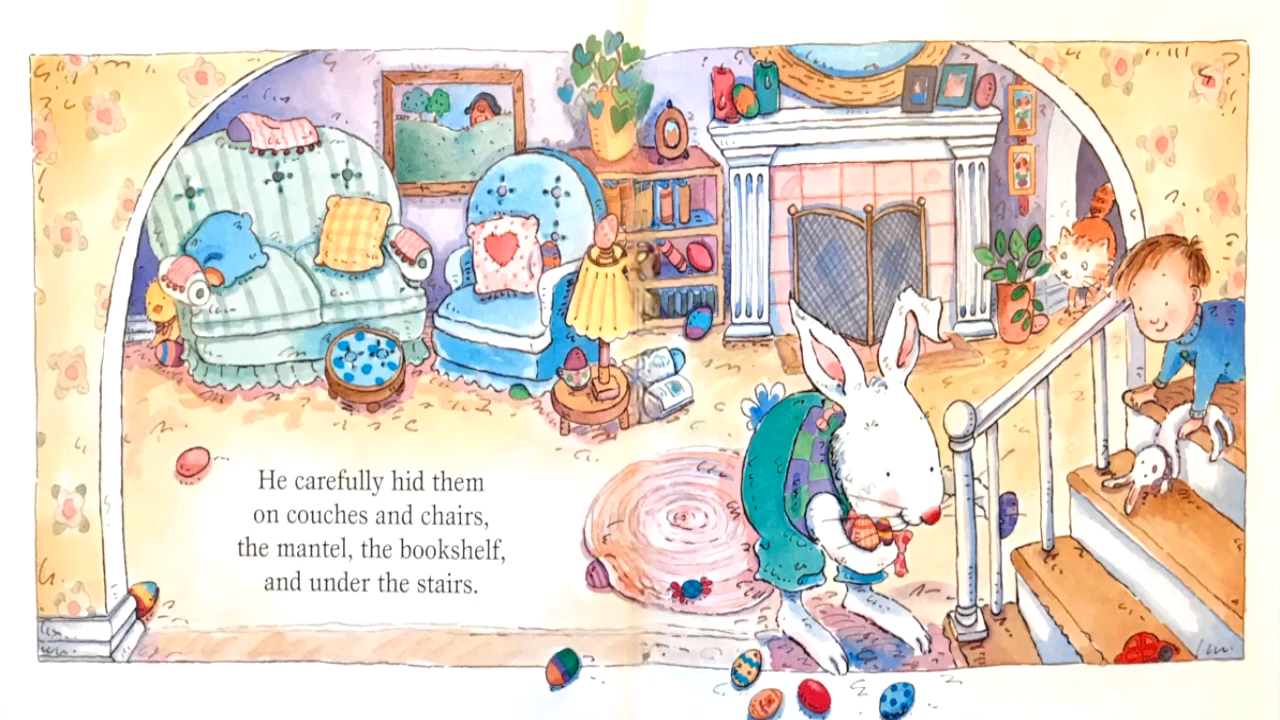 He carefully hid them
on couches and chairs,
the mantel, the bookshelf,
and under the stairs.